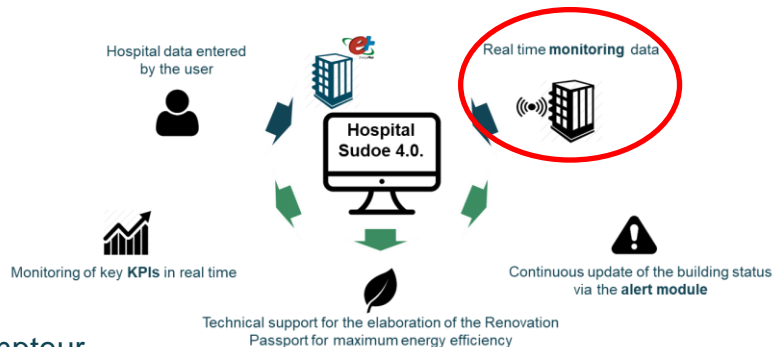 Hospital data entered
by the user
Real time monitoring data
Hospital
Sudoe 4.0.
Monitoring of key KPIs in real time
Continuous update of the building status
via the alert module
Technical support for the elaboration of the Renovation
Passport for maximum energy efficiency